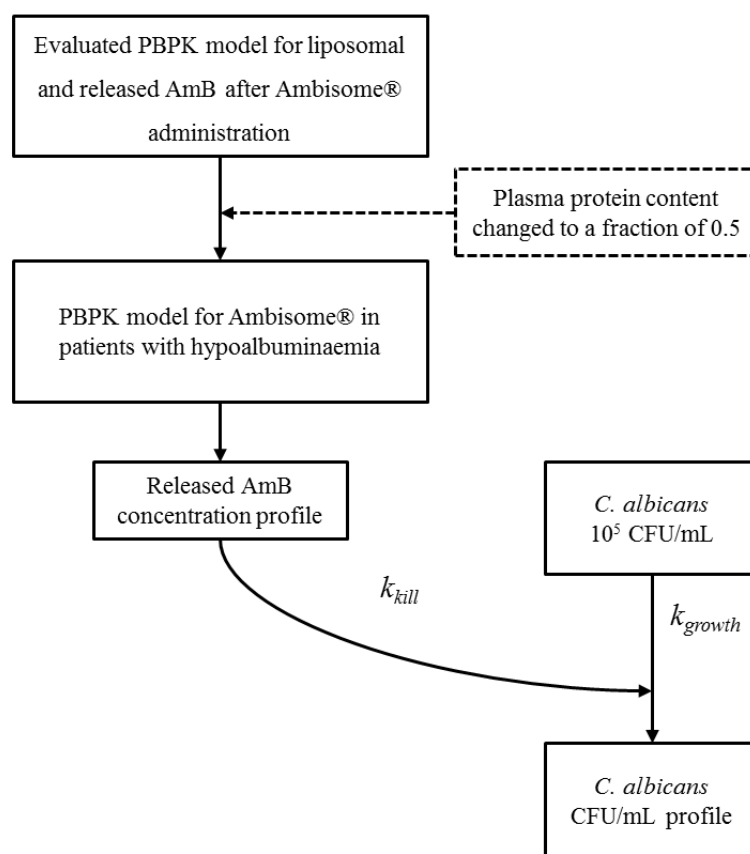 Evaluated PBPK model for liposomal
and released AmB after Ambisome®
administration
Plasma protein content
changed to a fraction of 0.5
PBPK model for Ambisome® in
patients with hypoalbuminaemia
Released AmB
concentration profile
C. albicans
10⁵ CFU/mL
k_kill
k_growth
C. albicans
CFU/mL profile